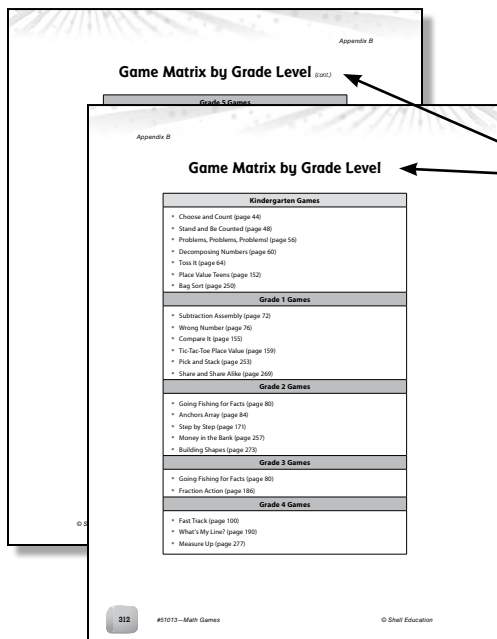 Appendix B
Game Matrix by Grade Level (cont.)
Grade 5 Games
Appendix B
Game Matrix by Grade Level
Kindergarten Games
* Choose and Count (page 44)
* Stand and Be Counted (page 48)
* Problems, Problems, Problems! (page 56)
* Decomposing Numbers (page 60)
* Toss It (page 64)
* Place Value Teens (page 152)
* Bag Sort (page 250)
Grade 1 Games
* Subtraction Assembly (page 72)
* Wrong Number (page 76)
* Compare It (page 155)
* Tic-Tac-Toe Place Value (page 159)
* Pick and Stack (page 253)
* Share and Share Alike (page 269)
Grade 2 Games
* Going Fishing for Facts (page 80)
* Anchors Array (page 84)
* Step by Step (page 171)
* Money in the Bank (page 257)
* Building Shapes (page 273)
Grade 3 Games
* Going Fishing for Facts (page 80)
* Fraction Action (page 186)
Grade 4 Games
* Fast Track (page 100)
* What's My Line? (page 190)
* Measure Up (page 277)
© S
312 #51013—Math Games © Shell Education